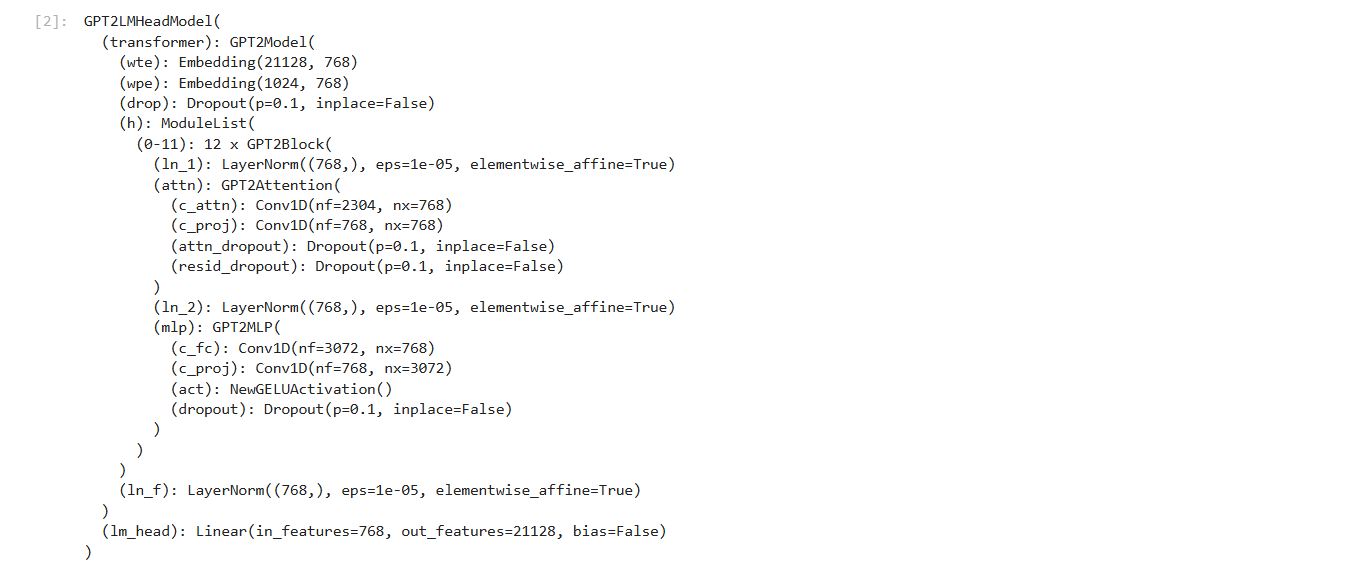 [2]: GPT2LMHeadModel(
  (transformer): GPT2Model(
    (wte): Embedding(21128, 768)
    (wpe): Embedding(1024, 768)
    (drop): Dropout(p=0.1, inplace=False)
    (h): ModuleList(
      (0-11): 12 x GPT2Block(
        (ln_1): LayerNorm((768,), eps=1e-05, elementwise_affine=True)
        (attn): GPT2Attention(
          (c_attn): Conv1D(nf=2304, nx=768)
          (c_proj): Conv1D(nf=768, nx=768)
          (attn_dropout): Dropout(p=0.1, inplace=False)
          (resid_dropout): Dropout(p=0.1, inplace=False)
        )
        (ln_2): LayerNorm((768,), eps=1e-05, elementwise_affine=True)
        (mlp): GPT2MLP(
          (c_fc): Conv1D(nf=3072, nx=768)
          (c_proj): Conv1D(nf=768, nx=3072)
          (act): NewGELUActivation()
          (dropout): Dropout(p=0.1, inplace=False)
        )
      )
    )
    (ln_f): LayerNorm((768,), eps=1e-05, elementwise_affine=True)
  )
  (lm_head): Linear(in_features=768, out_features=21128, bias=False)
)